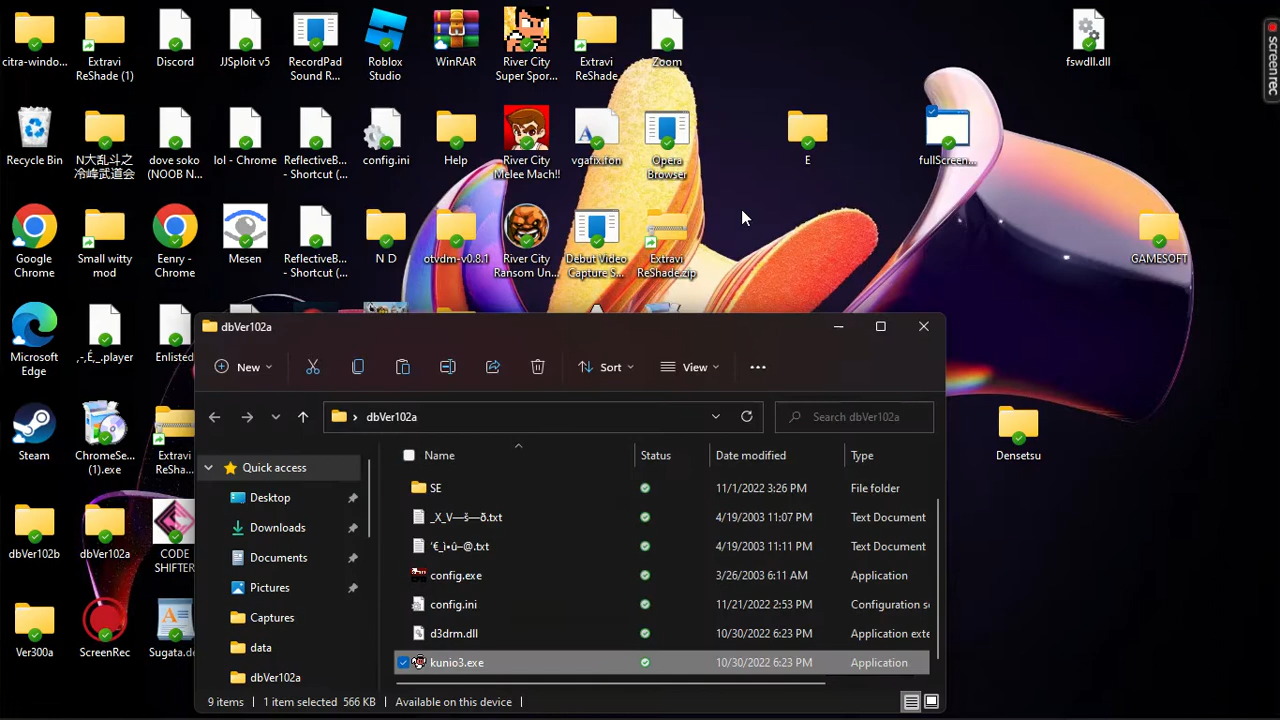 citra-windo...
Extravi
ReShade (1)
Discord
JJSploit v5
RecordPad
Sound R...
Roblox
Studio
WinRAR
River City
Super Spor...
Extravi
ReShade
Zoom
fswdll.dll
screenrec
Recycle Bin
N大乱斗之
冷峰武道会
dove soko
(NOOB N...
lol - Chrome
ReflectiveB...
- Shortcut (...
config.ini
Help
River City
Melee Mach!!
vgafix.fon
Opera
Browser
E
fullScreen...
Google
Chrome
Small witty
mod
Eenry -
Chrome
Mesen
ReflectiveB...
- Shortcut (...
N D
otvdm-v0.8.1
River City
Ransom Un...
Debut Video
Capture S...
Extravi
ReShade.zip
GAMESOFT
Microsoft
Edge
,-,É,_,player
Enlisted
Steam
ChromeSe...
(1).exe
Extravi
ReSha...
Densetsu
dbVer102b
dbVer102a
CODE
SHIFTER
Ver300a
ScreenRec
Sugata.do
dbVer102a
New
Sort
View
dbVer102a
Search dbVer102a
Name
Status
Date modified
Type
Quick access
Desktop
Downloads
Documents
Pictures
Captures
data
dbVer102a
SE 11/1/2022 3:26 PM File folder
_X_V—š—ð.txt 4/19/2003 11:07 PM Text Document
'€_ì•û–@.txt 4/19/2003 11:11 PM Text Document
config.exe 3/26/2003 6:11 AM Application
config.ini 11/21/2022 2:53 PM Configuration se
d3drm.dll 10/30/2022 6:23 PM Application exte
kunio3.exe 10/30/2022 6:23 PM Application
9 items 1 item selected 566 KB Available on this device